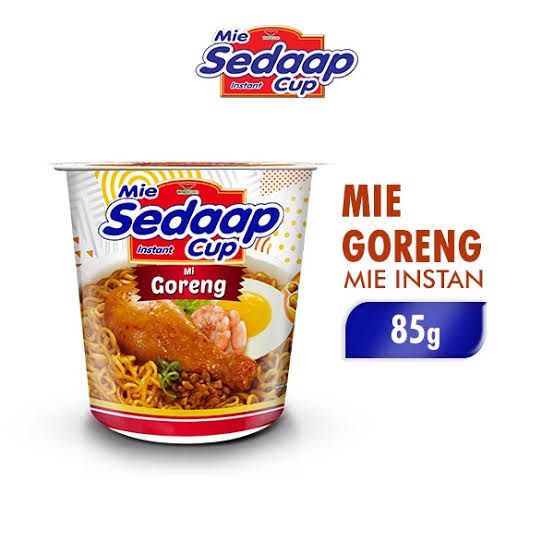 Mie
Sedaap
Instant Cup
Mie
Sedaap
Instant Cup
Mi
Goreng
MIE
GORENG
MIE INSTAN
85g